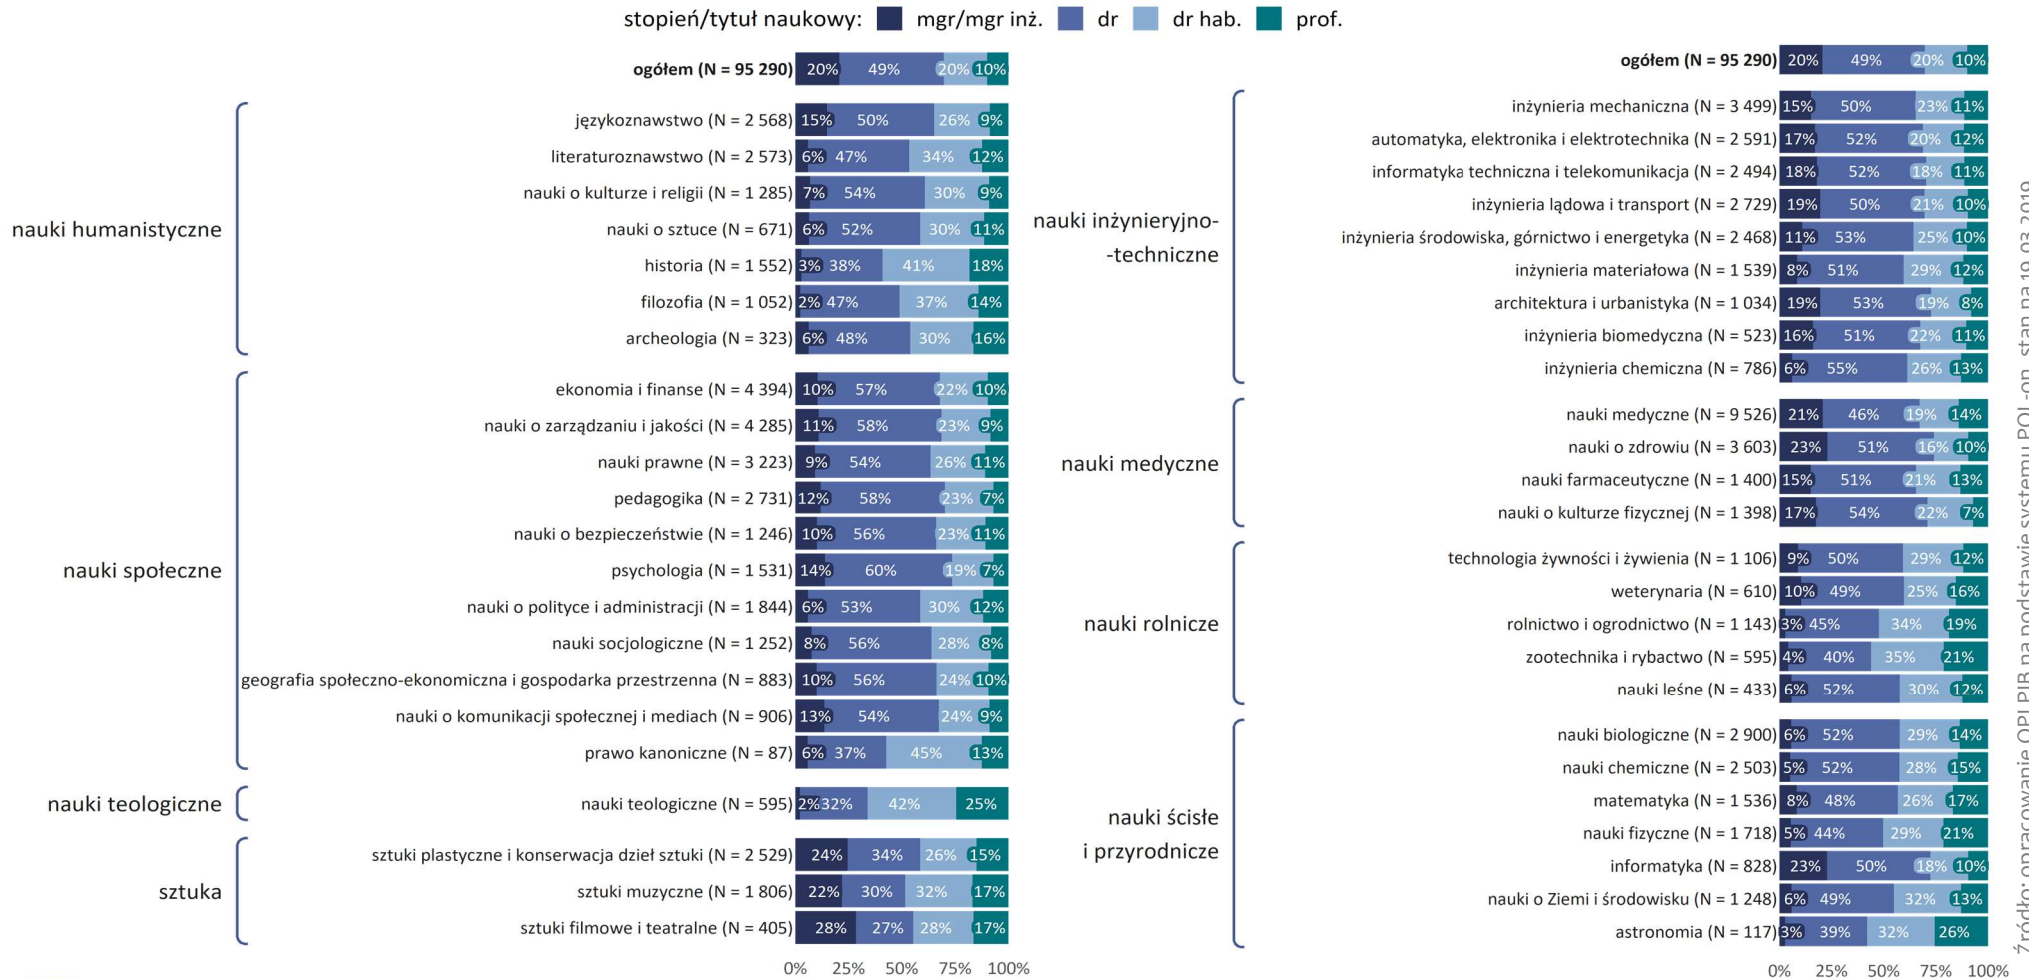 stopień/tytuł naukowy: mgr/mgr inż. dr dr hab. prof.
ogółem (N = 95 290) 20% 49% 20% 10%
nauki humanistyczne
językoznawstwo (N = 2 568) 15% 50% 26% 9%
literaturoznawstwo (N = 2 573) 6% 47% 34% 12%
nauki o kulturze i religii (N = 1 285) 7% 54% 30% 9%
nauki o sztuce (N = 671) 6% 52% 30% 11%
historia (N = 1 552) 3% 38% 41% 18%
filozofia (N = 1 052) 2% 47% 37% 14%
archeologia (N = 323) 6% 48% 30% 16%
nauki społeczne
ekonomia i finanse (N = 4 394) 10% 57% 22% 10%
nauki o zarządzaniu i jakości (N = 4 285) 11% 58% 23% 9%
nauki prawne (N = 3 223) 9% 54% 26% 11%
pedagogika (N = 2 731) 12% 58% 23% 7%
nauki o bezpieczeństwie (N = 1 246) 10% 56% 23% 11%
psychologia (N = 1 531) 14% 60% 19% 7%
nauki o polityce i administracji (N = 1 844) 6% 53% 30% 12%
nauki socjologiczne (N = 1 252) 8% 56% 28% 8%
geografia społeczno-ekonomiczna i gospodarka przestrzenna (N = 883) 10% 56% 24% 10%
nauki o komunikacji społecznej i mediach (N = 906) 13% 54% 24% 9%
prawo kanoniczne (N = 87) 6% 37% 45% 13%
nauki teologiczne
nauki teologiczne (N = 595) 2% 32% 42% 25%
sztuka
sztuki plastyczne i konserwacja dzieł sztuki (N = 2 529) 24% 34% 26% 15%
sztuki muzyczne (N = 1 806) 22% 30% 32% 17%
sztuki filmowe i teatralne (N = 405) 28% 27% 28% 17%
0% 25% 50% 75% 100%
ogółem (N = 95 290) 20% 49% 20% 10%
nauki inżynieryjno-
-techniczne
inżynieria mechaniczna (N = 3 499) 15% 50% 23% 11%
automatyka, elektronika i elektrotechnika (N = 2 591) 17% 52% 20% 12%
informatyka techniczna i telekomunikacja (N = 2 494) 18% 52% 18% 11%
inżynieria lądowa i transport (N = 2 729) 19% 50% 21% 10%
inżynieria środowiska, górnictwo i energetyka (N = 2 468) 11% 53% 25% 10%
inżynieria materiałowa (N = 1 539) 8% 51% 29% 12%
architektura i urbanistyka (N = 1 034) 19% 53% 19% 8%
inżynieria biomedyczna (N = 523) 16% 51% 22% 11%
inżynieria chemiczna (N = 786) 6% 55% 26% 13%
nauki medyczne
nauki medyczne (N = 9 526) 21% 46% 19% 14%
nauki o zdrowiu (N = 3 603) 23% 51% 16% 10%
nauki farmaceutyczne (N = 1 400) 15% 51% 21% 13%
nauki o kulturze fizycznej (N = 1 398) 17% 54% 22% 7%
nauki rolnicze
technologia żywności i żywienia (N = 1 106) 9% 50% 29% 12%
weterynaria (N = 610) 10% 49% 25% 16%
rolnictwo i ogrodnictwo (N = 1 143) 3% 45% 34% 19%
zootechnika i rybactwo (N = 595) 4% 40% 35% 21%
nauki leśne (N = 433) 6% 52% 30% 12%
nauki ścisłe
i przyrodnicze
nauki biologiczne (N = 2 900) 6% 52% 29% 14%
nauki chemiczne (N = 2 503) 5% 52% 28% 15%
matematyka (N = 1 536) 8% 48% 26% 17%
nauki fizyczne (N = 1 718) 5% 44% 29% 21%
informatyka (N = 828) 23% 50% 18% 10%
nauki o Ziemi i środowisku (N = 1 248) 6% 49% 32% 13%
astronomia (N = 117) 3% 39% 32% 26%
0% 25% 50% 75% 100%
Źródło: opracowanie OPI PIB na podstawie systemu POL-on, stan na 19.03.2019